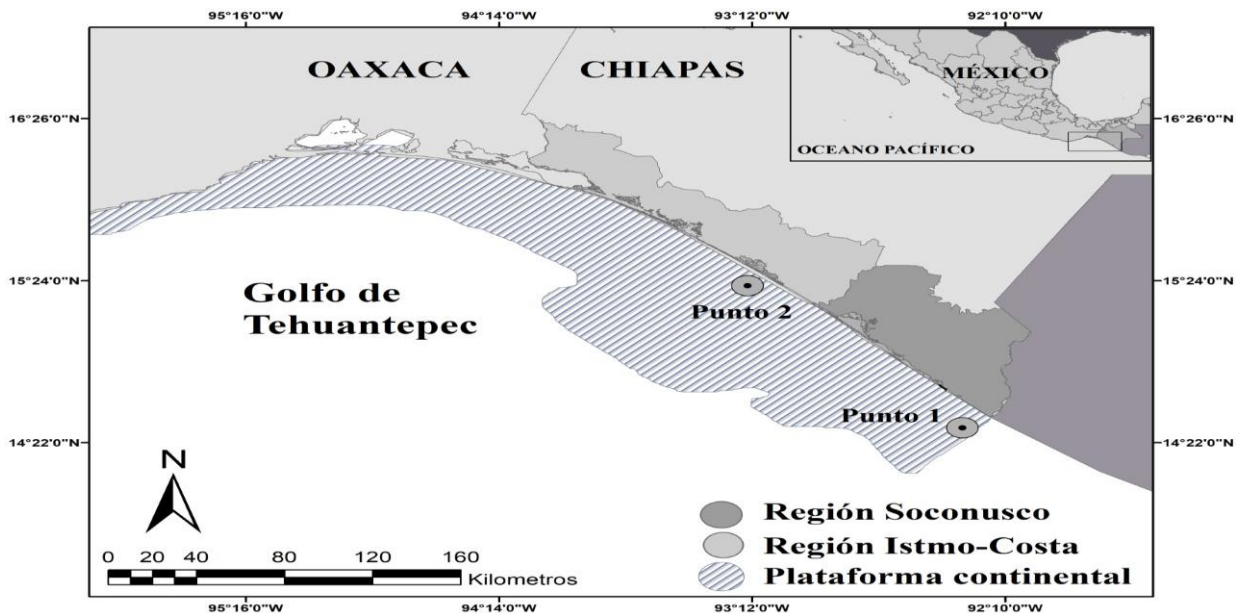 95°16'0"W 94°14'0"W 93°12'0"W 92°10'0"W
OAXACA
CHIAPAS
MÉXICO
OCEANO PACÍFICO
16°26'0"N
16°26'0"N
15°24'0"N
15°24'0"N
Golfo de
Tehuantepec
Punto 2
Punto 1
14°22'0"N
14°22'0"N
N
0 20 40 80 120 160
Kilometros
Región Soconusco
Región Istmo-Costa
Plataforma continental
95°16'0"W 94°14'0"W 93°12'0"W 92°10'0"W